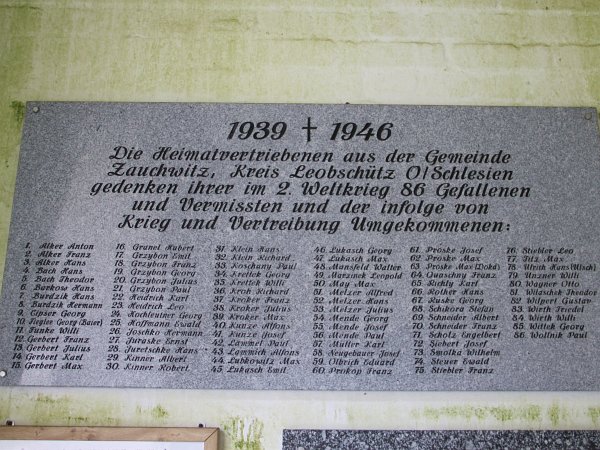 1939 † 1946
Die Heimatvertriebenen aus der Gemeinde
Zauchwitz, Kreis Leobschütz O/Schlesien
gedenken ihrer im 2. Weltkrieg 86 Gefallenen
und Vermissten und der infolge von
Krieg und Vertreibung Umgekommenen:
1. Alker Anton
2. Alker Franz
3. Alker Hans
4. Bach Hans
5. Bach Theodor
6. Bunkow Hans
7. Burdzik Hans
8. Burdzik Hermann
9. Cipser Georg
10. Fiegler Georg (Bauer)
11. Funke Willi
12. Gerbert Franz
13. Gerbert Julius
14. Gerbert Karl
15. Gerbert Max
16. Granel Hubert
17. Grzybon Emil
18. Grzybon Franz
19. Grzybon Georg
20. Grzybon Julius
21. Grzybon Paul
22. Heidrich Karl
23. Heidrich Leo
24. Hochleutner Georg
25. Hoffmann Ewald
26. Joschko Hermann
27. Juraske Ernst
28. Juretschke Hans
29. Kinner Albert
30. Kinner Robert
31. Klein Hans
32. Klein Richard
33. Koschany Paul
34. Krettek Georg
35. Krettek Willi
36. Kroh Richard
37. Kroker Franz
38. Kroker Julius
39. Kroker Max
40. Kunze Alfons
41. Kunze Josef
42. Lammel Paul
43. Lammich Alfons
44. Lubkowitz Max
45. Lukasch Emil
46. Lukasch Georg
47. Lukasch Max
48. Mansfeld Walter
49. Marzinek Leopold
50. May Max
51. Melzer Alfred
52. Melzer Hans
53. Melzer Julius
54. Mende Georg
55. Mende Josef
56. Mende Paul
57. Müller Karl
58. Neugebauer Josef
59. Olbrich Eduard
60. Prokop Franz
61. Proske Josef
62. Proske Max
63. Proske Max
64. Quaschny Franz
65. Richly Karl
66. Rother Hans
67. Ruske Georg
68. Schikora Stefan
69. Schneider Albert
70. Schneider Franz
71. Scholz Engelbert
72. Siebert Josef
73. Smolka Wilhelm
74. Steuer Ewald
75. Stiebler Franz
76. Stiebler Leo
77. Titz Max
78. Ulrich Hans
79. Unzner Willi
80. Wagner Otto
81. Widaschek Theodor
82. Wilpert Gustav
83. Wirth Friedel
84. Wirth Willi
85. Wittek Georg
86. Wollnik Paul